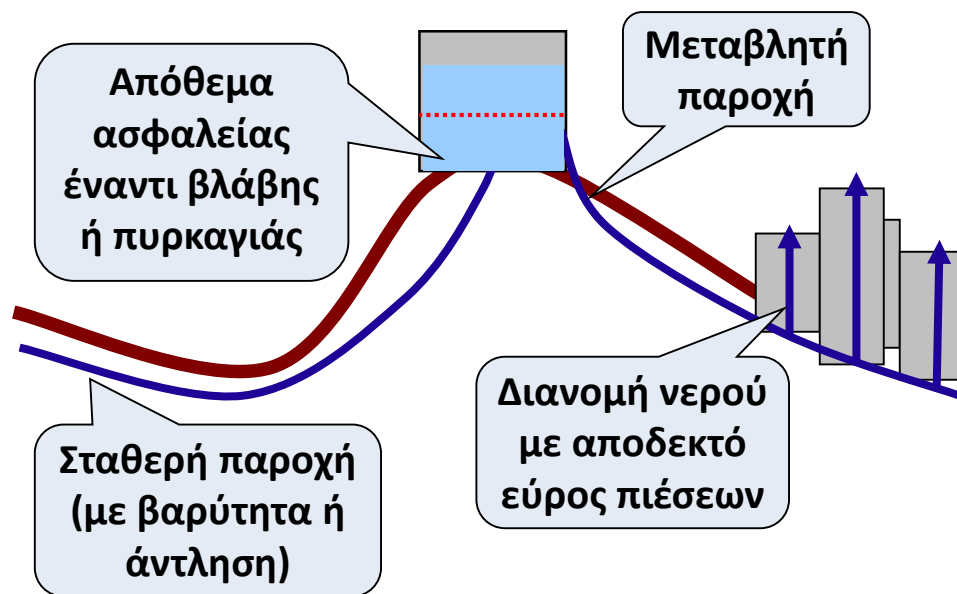 Απόθεμα
ασφαλείας
έναντι βλάβης
ή πυρκαγιάς
Μεταβλητή
παροχή
Σταθερή παροχή
(με βαρύτητα ή
άντληση)
Διανομή νερού
με αποδεκτό
εύρος πιέσεων